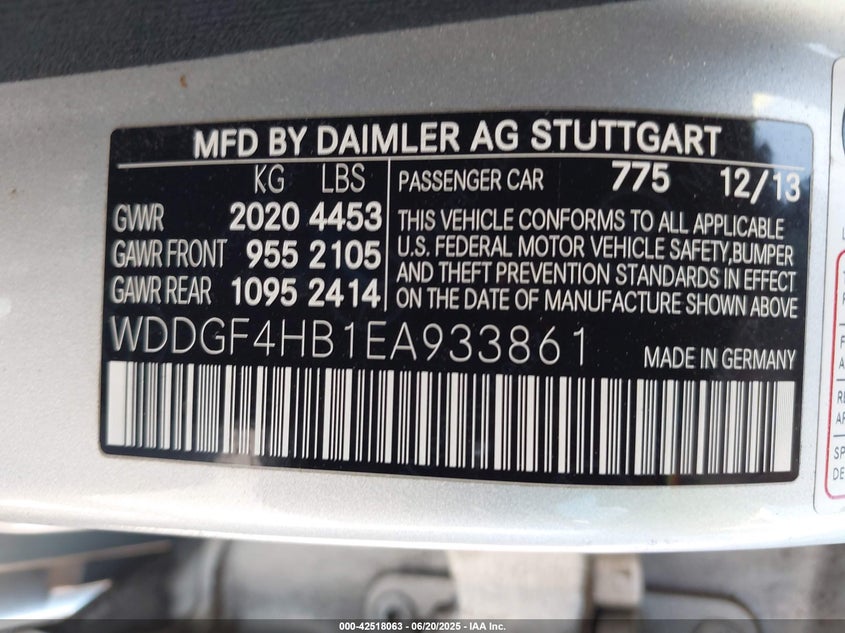 MFD BY DAIMLER AG STUTTGART
KG LBS
GVWR 2020 4453
GAWR FRONT 955 2105
GAWR REAR 1095 2414
PASSENGER CAR 775 12/13
THIS VEHICLE CONFORMS TO ALL APPLICABLE
U.S. FEDERAL MOTOR VEHICLE SAFETY,BUMPER
AND THEFT PREVENTION STANDARDS IN EFFECT
ON THE DATE OF MANUFACTURE SHOWN ABOVE
WDDGF4HB1EA933861
MADE IN GERMANY
000-42518063 - 06/20/2025 - IAA Inc.